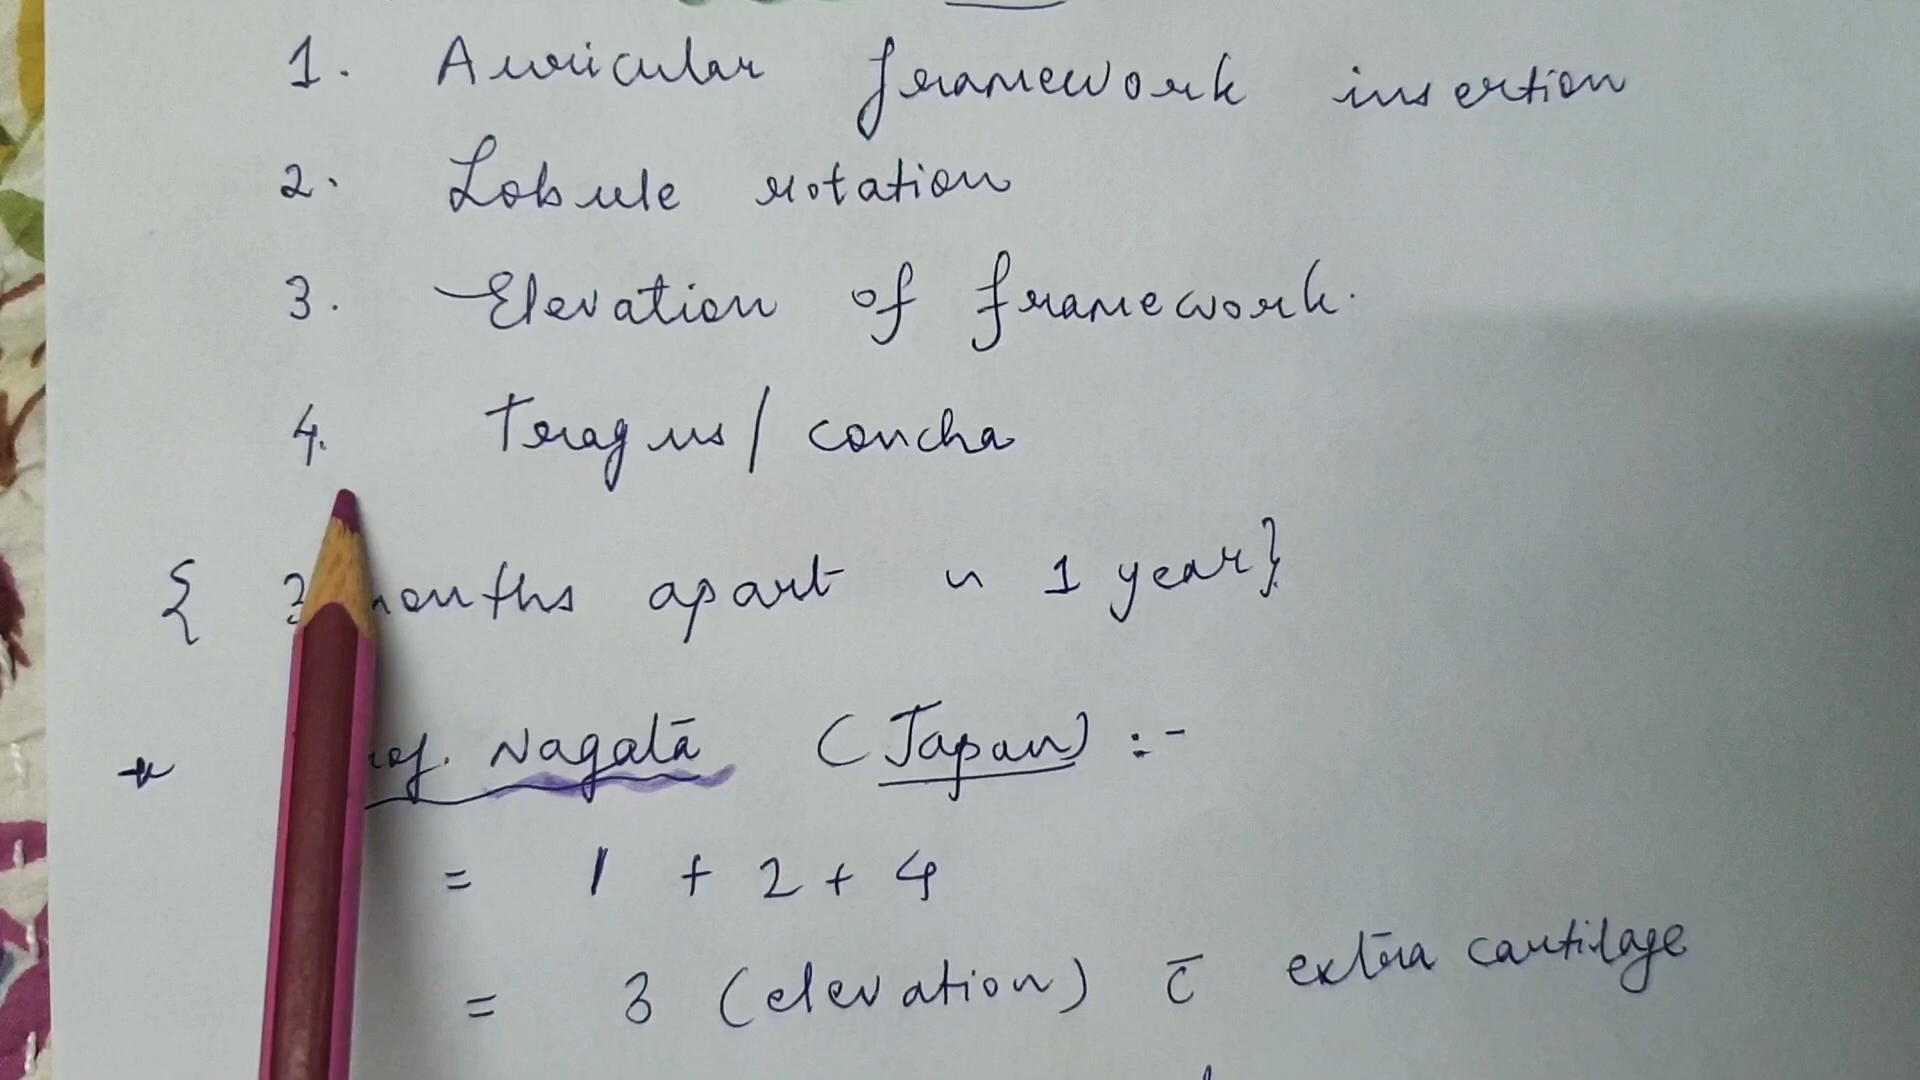 1. Auricular framework insertion
2. Lobule rotation
3. Elevation of framework.
4. Tragus/ concha
{ months apart ~ 1 year}
* Nagata (Japan) :-
= 1 + 2 + 4
= 3 (elevation) c̄ extra cartilage